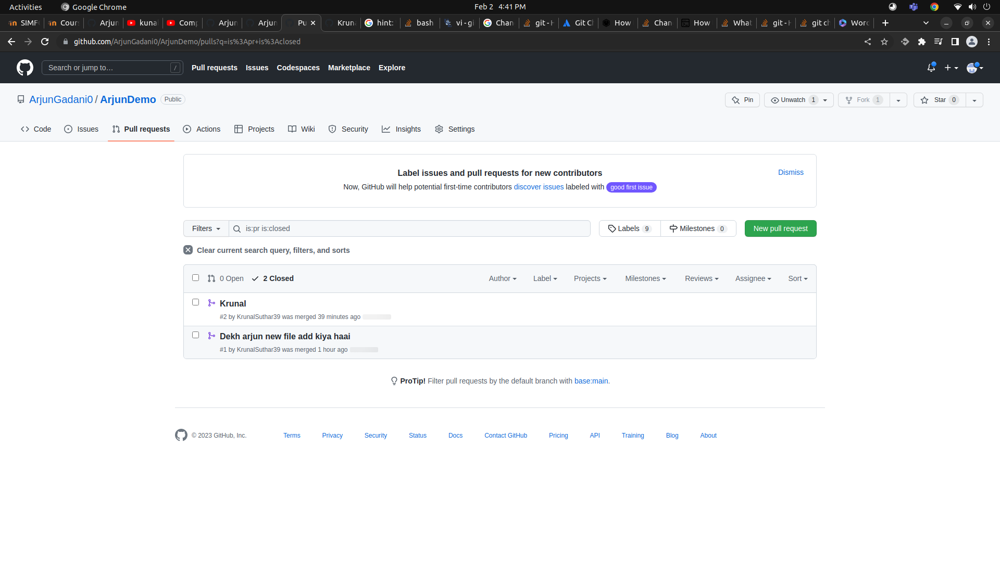 Activities Google Chrome Feb 2 4:41 PM
SIMF Cours Arjun kunal Comp Arjun Arjun Pu Kruna hint: bash vi - gi Chan git - H Git Ch How Chan How What git - H git ch Word
github.com/ArjunGadani0/ArjunDemo/pulls?q=is%3Apr+is%3Aclosed
Search or jump to… / Pull requests Issues Codespaces Marketplace Explore
ArjunGadani0 / ArjunDemo Public Pin Unwatch 1 Fork 1 Star 0
Code Issues Pull requests Actions Projects Wiki Security Insights Settings
Label issues and pull requests for new contributors Dismiss
Now, GitHub will help potential first-time contributors discover issues labeled with good first issue
Filters is:pr is:closed Labels 9 Milestones 0 New pull request
Clear current search query, filters, and sorts
0 Open 2 Closed Author Label Projects Milestones Reviews Assignee Sort
Krunal
#2 by KrunalSuthar39 was merged 39 minutes ago
Dekh arjun new file add kiya haai
#1 by KrunalSuthar39 was merged 1 hour ago
ProTip! Filter pull requests by the default branch with base:main.
© 2023 GitHub, Inc. Terms Privacy Security Status Docs Contact GitHub Pricing API Training Blog About